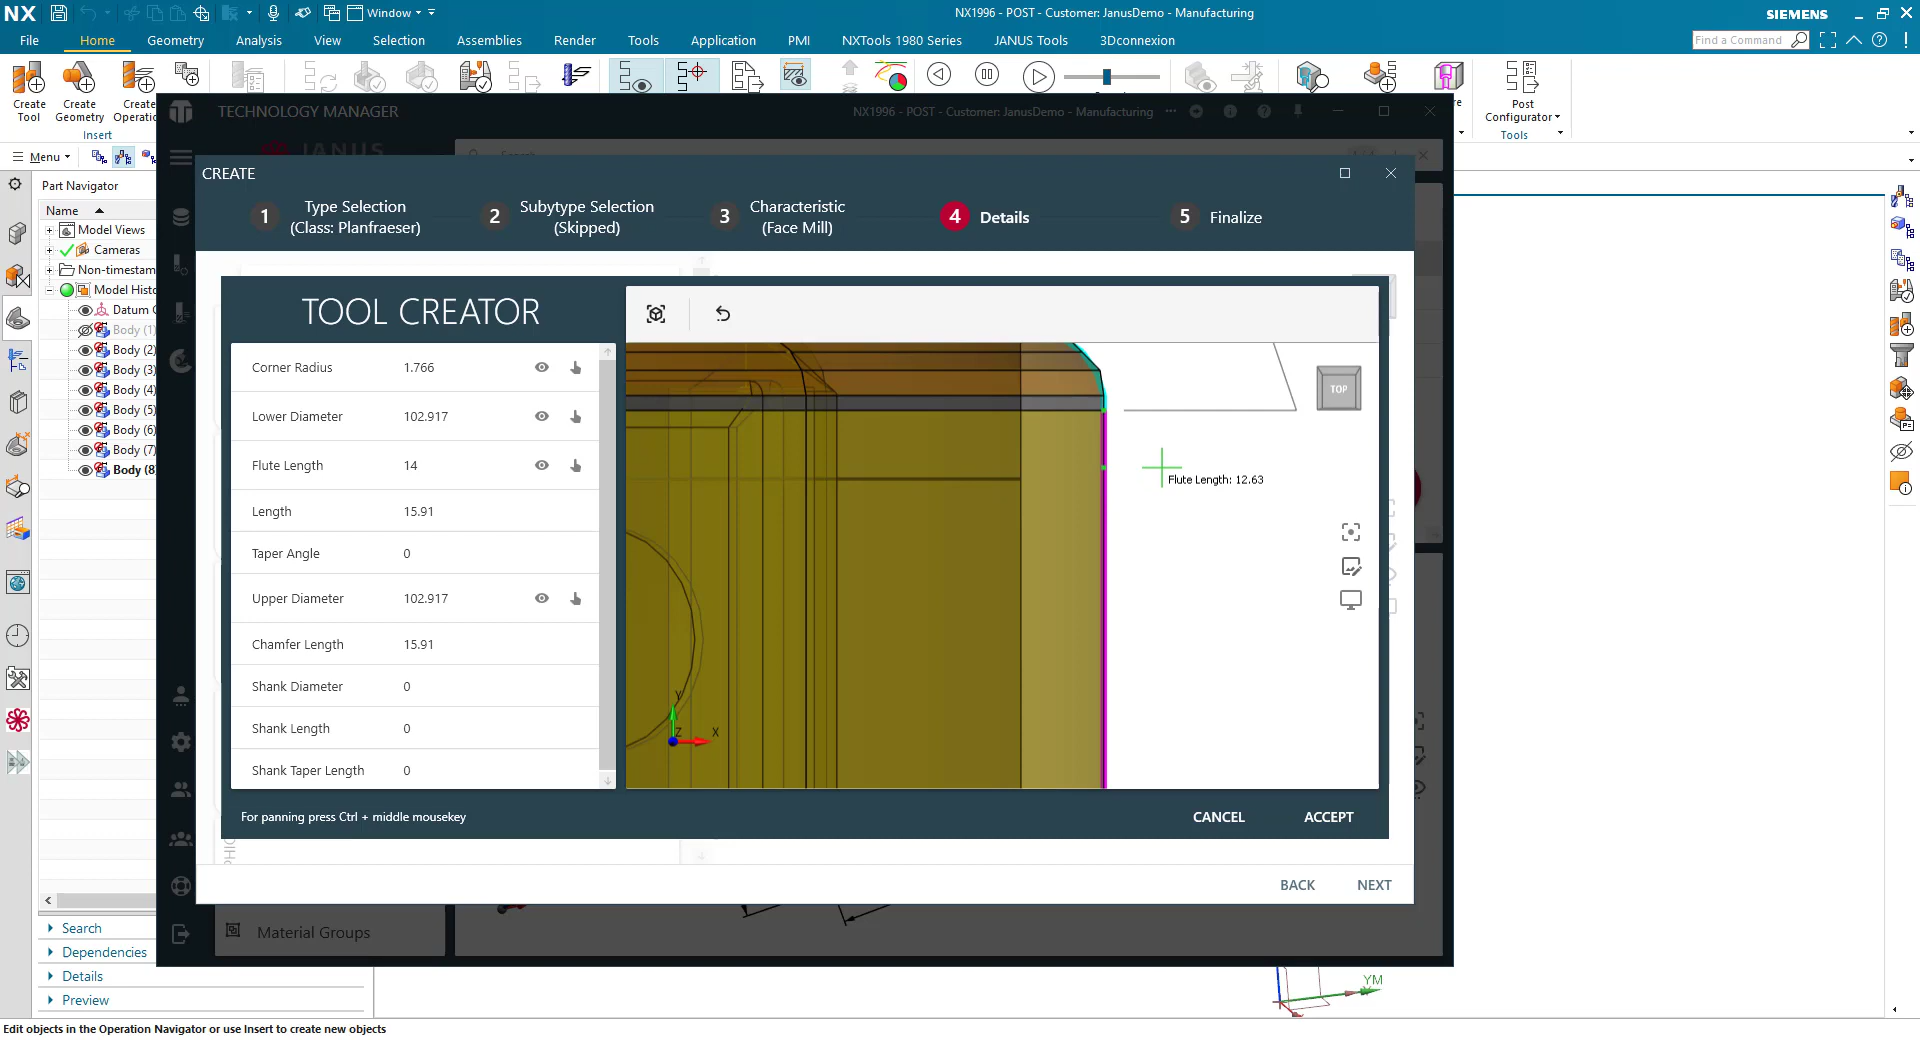 NX
Window
NX1996 - POST - Customer: JanusDemo - Manufacturing
SIEMENS
File
Home
Geometry
Analysis
View
Selection
Assemblies
Render
Tools
Application
PMI
NXTools 1980 Series
JANUS Tools
3Dconnexion
Find a Command
Create Tool
Create Geometry
Create
Operatio
Insert
Post Configurator
Tools
Menu
TECHNOLOGY MANAGER
NX1996 - POST - Customer: JanusDemo - Manufacturing
JANUS
Search
CREATE
1 Type Selection
(Class: Planfraeser)
2 Subytype Selection
(Skipped)
3 Characteristic
(Face Mill)
4 Details
5 Finalize
Part Navigator
Name
Model Views
Cameras
Non-timestam
Model Histo
Datum C
Body (1)
Body (2)
Body (3)
Body (4)
Body (5)
Body (6)
Body (7)
Body (8)
TOOL CREATOR
Corner Radius 1.766
Lower Diameter 102.917
Flute Length 14
Length 15.91
Taper Angle 0
Upper Diameter 102.917
Chamfer Length 15.91
Shank Diameter 0
Shank Length 0
Shank Taper Length 0
TOP
Flute Length: 12.63
Y
Z
X
For panning press Ctrl + middle mousekey
CANCEL
ACCEPT
BACK
NEXT
Material Groups
Search
Dependencies
Details
Preview
YM
Edit objects in the Operation Navigator or use Insert to create new objects